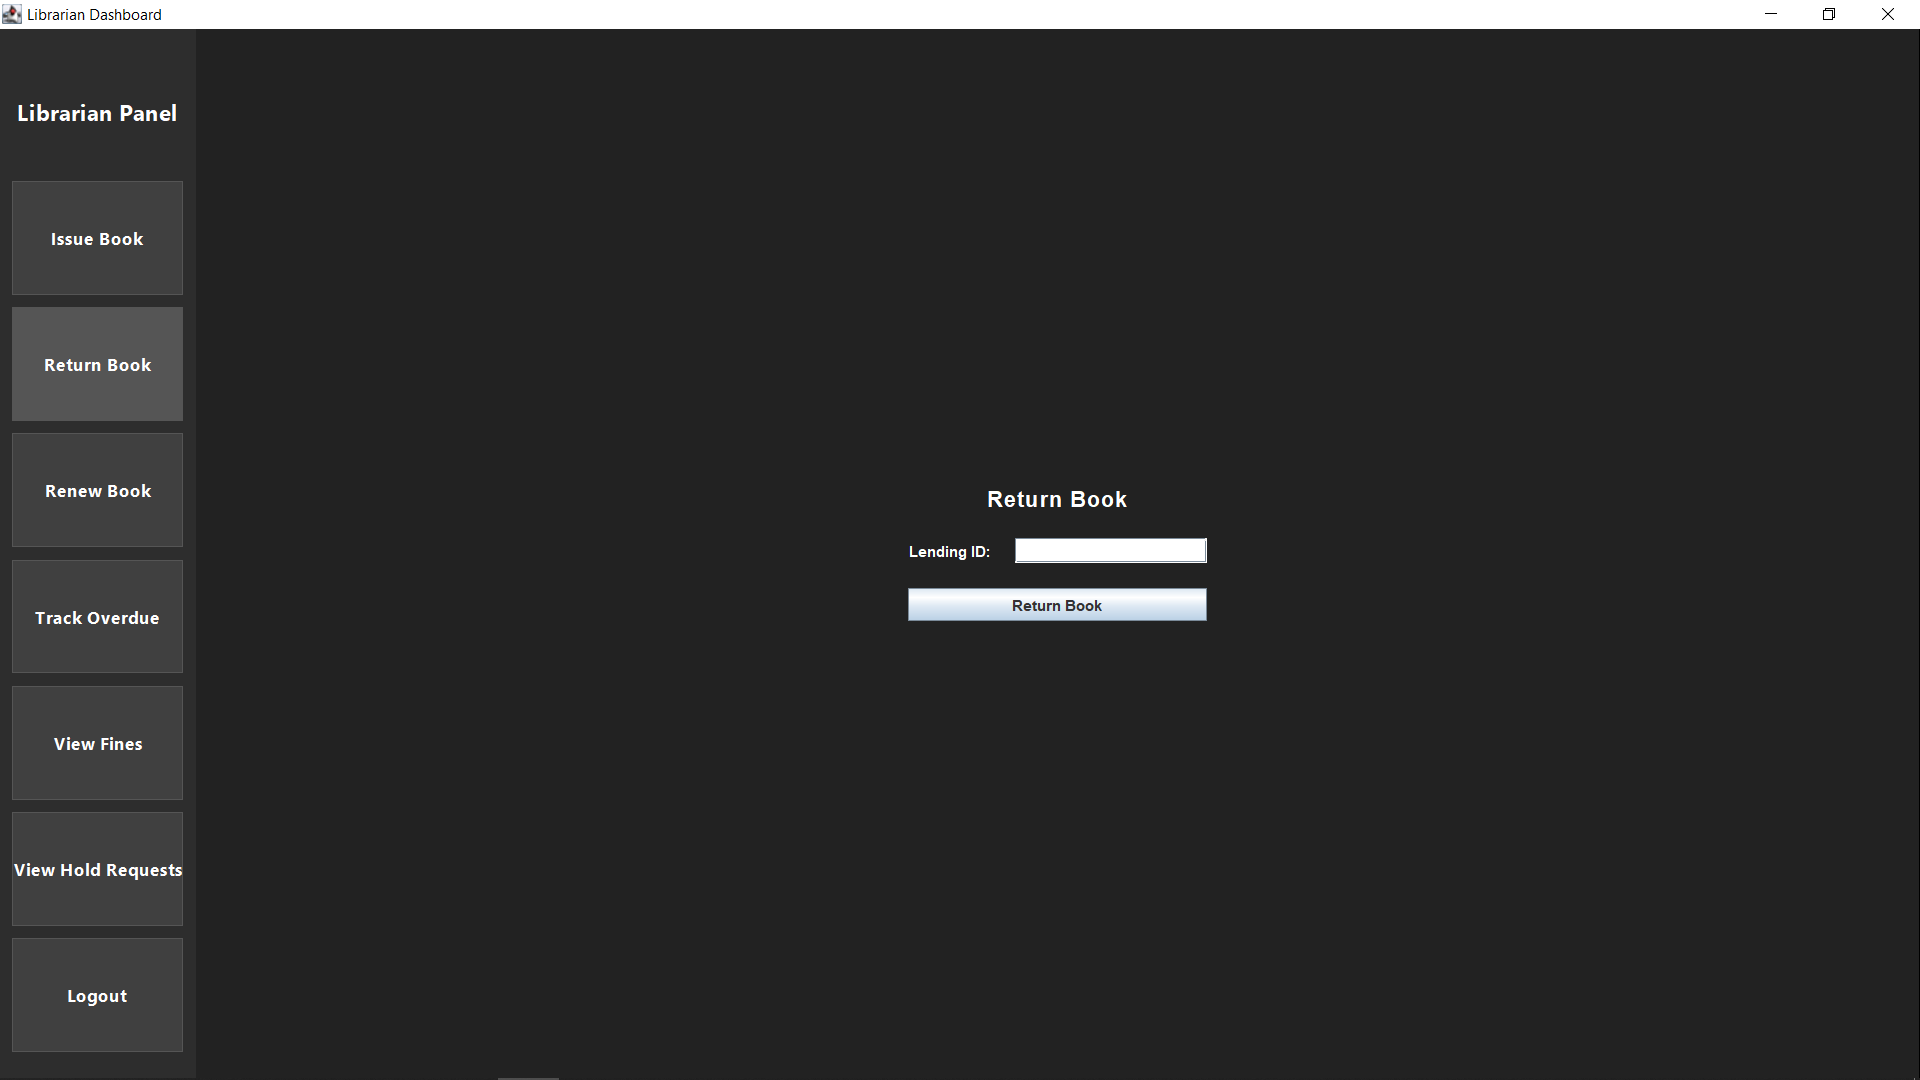 Librarian Dashboard
Librarian Panel
Issue Book
Return Book
Renew Book
Track Overdue
View Fines
View Hold Requests
Logout
Return Book
Lending ID:
Return Book